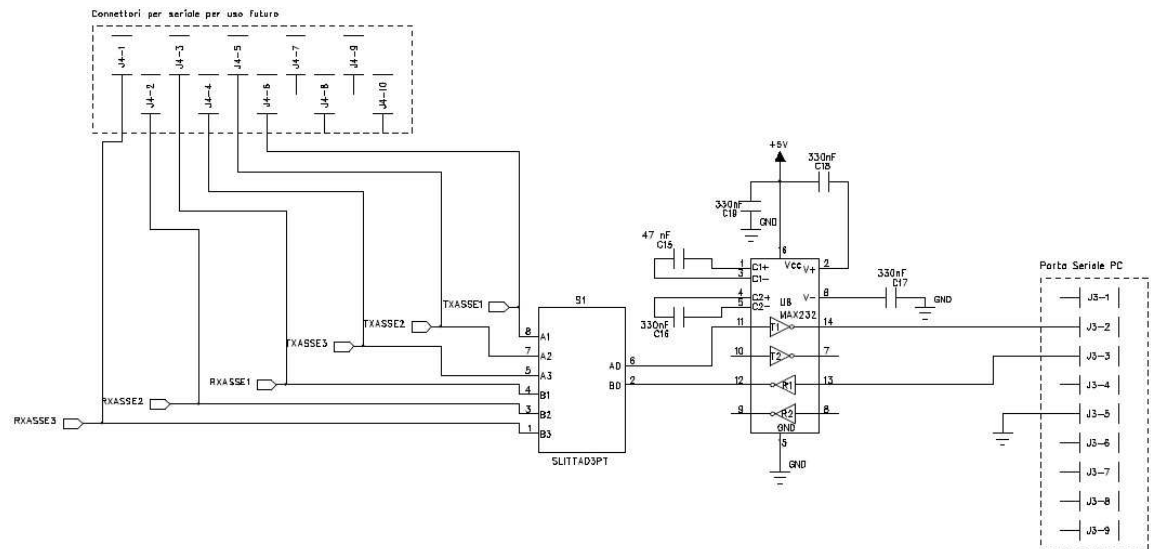 Connettori per seriale per uso futuro
J4-1
J4-3
J4-5
J4-7
J4-9
J4-2
J4-4
J4-6
J4-8
J4-10
+5V
330nF
C18
330nF
C19
GND
47 nF
C15
16
1
C1+
Vcc
V+
2
3
C1-
Porta Seriale PC
330nF
C17
4
C2+
V-
6
GND
J3-1
5
C2-
U8
MAX232
TXASSE1
S1
330nF
C16
TXASSE2
11
T1
14
J3-2
8
A1
TXASSE3
7
A2
10
T2
7
J3-3
6
AO
5
A3
RXASSE1
2
BO
12
R1
13
J3-4
4
B1
RXASSE2
3
B2
9
R2
8
J3-5
RXASSE3
1
B3
GND
15
J3-6
SLITTAD3PT
GND
J3-7
J3-8
J3-9